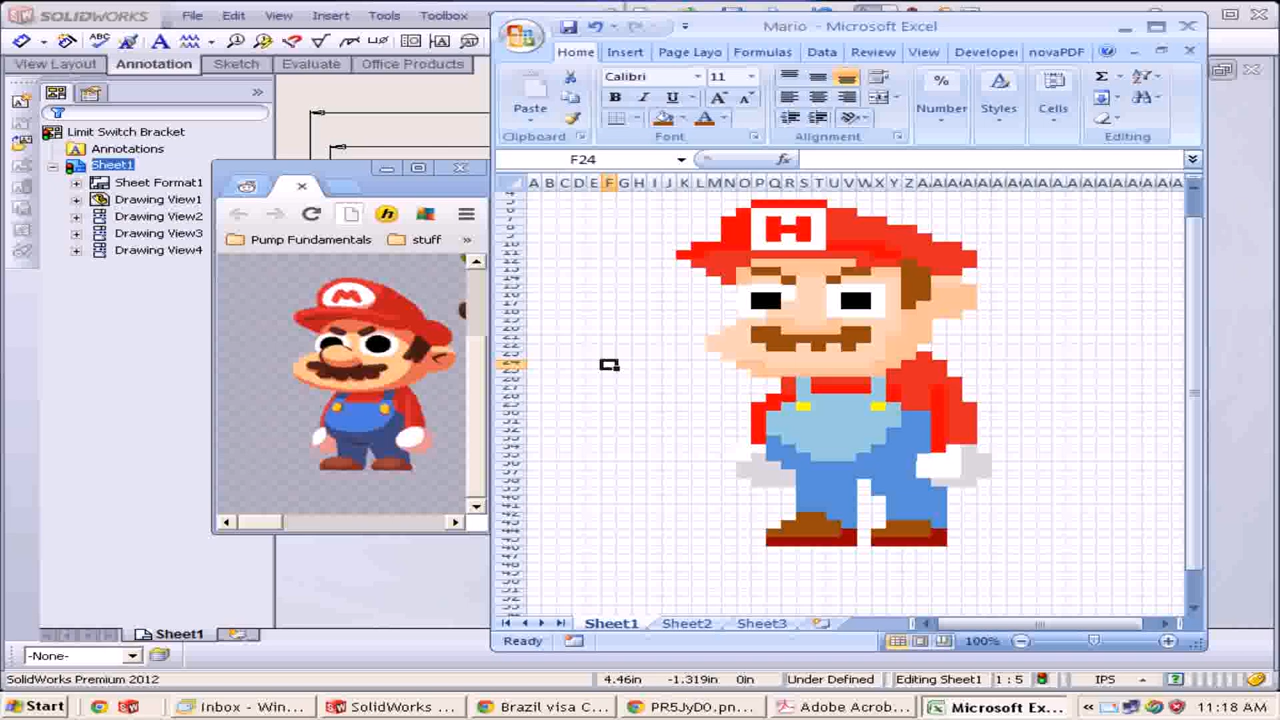 SOLIDWORKS File Edit View Insert Tools Toolbox
View Layout Annotation Sketch Evaluate Office Products
Limit Switch Bracket
Annotations
Sheet1
Sheet Format1
Drawing View1
Drawing View2
Drawing View3
Drawing View4
Sheet1
-None-
SolidWorks Premium 2012
4.46in -1.319in 0in Under Defined Editing Sheet1 1 : 5 IPS
Pump Fundamentals stuff »
M
Mario - Microsoft Excel
Home Insert Page Layo Formulas Data Review View Developer novaPDF
Calibri 11
Paste
Number Styles Cells
Clipboard Font Alignment Editing
F24 fx
A B C D E F G H I J K L M N O P Q R S T U V W X Y Z
Sheet1 Sheet2 Sheet3
Ready 100%
Start Inbox - Win... SolidWorks ... Brazil visa C... PR5JyD0.pn... Adobe Acrob... Microsoft Ex... 11:18 AM